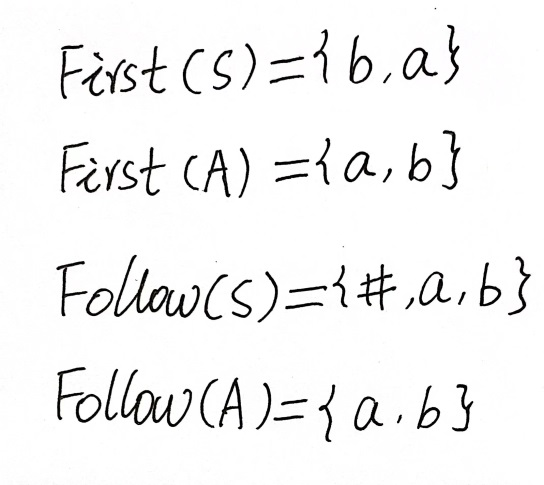 First(S)={b,a}
First(A)={a,b}
Follow(S)={#,a,b}
Follow(A)={a,b}